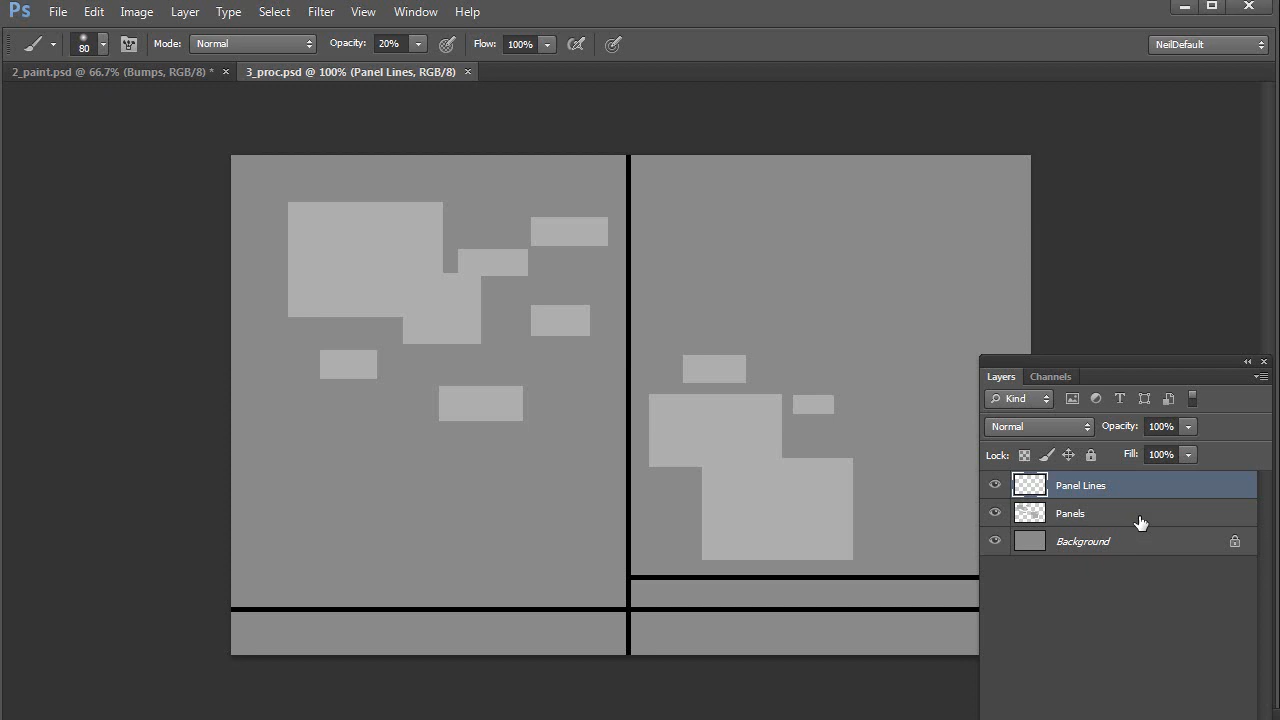 Ps File Edit Image Layer Type Select Filter View Window Help
80 Mode: Normal Opacity: 20% Flow: 100% NeilDefault
2_paint.psd @ 66.7% (Bumps, RGB/8) * × 3_proc.psd @ 100% (Panel Lines, RGB/8) ×
Layers Channels
Kind
Normal Opacity: 100%
Lock: Fill: 100%
Panel Lines
Panels
Background